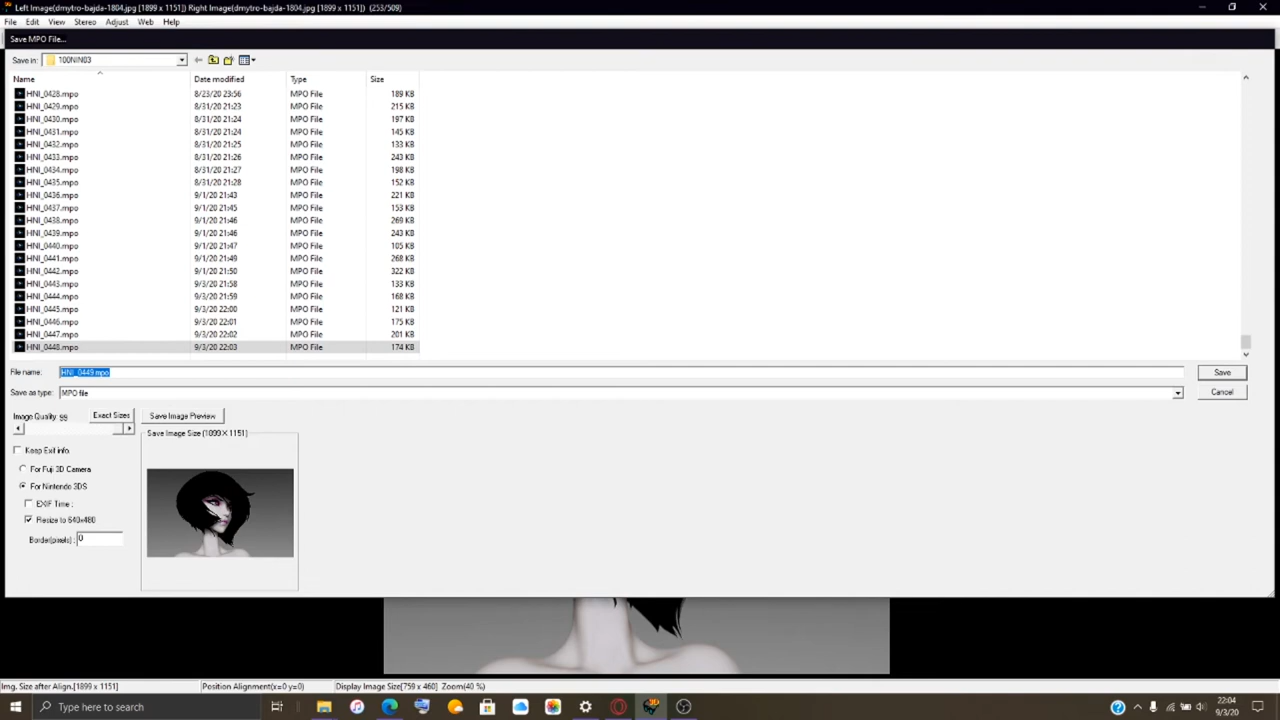 Left Image(dmytro-bajda-1804.jpg [1899 x 1151]) Right Image(dmytro-bajda-1804.jpg [1899 x 1151]) (253/509)
File Edit View Stereo Adjust Web Help
Save MPO File...
Save in: 100NIN03
Name Date modified Type Size
HNI_0428.mpo 8/23/20 23:56 MPO File 189 KB
HNI_0429.mpo 8/31/20 21:23 MPO File 215 KB
HNI_0430.mpo 8/31/20 21:24 MPO File 197 KB
HNI_0431.mpo 8/31/20 21:24 MPO File 145 KB
HNI_0432.mpo 8/31/20 21:25 MPO File 133 KB
HNI_0433.mpo 8/31/20 21:26 MPO File 243 KB
HNI_0434.mpo 8/31/20 21:27 MPO File 198 KB
HNI_0435.mpo 8/31/20 21:28 MPO File 152 KB
HNI_0436.mpo 9/1/20 21:43 MPO File 221 KB
HNI_0437.mpo 9/1/20 21:45 MPO File 153 KB
HNI_0438.mpo 9/1/20 21:46 MPO File 269 KB
HNI_0439.mpo 9/1/20 21:46 MPO File 243 KB
HNI_0440.mpo 9/1/20 21:47 MPO File 105 KB
HNI_0441.mpo 9/1/20 21:49 MPO File 268 KB
HNI_0442.mpo 9/1/20 21:50 MPO File 322 KB
HNI_0443.mpo 9/3/20 21:58 MPO File 133 KB
HNI_0444.mpo 9/3/20 21:59 MPO File 168 KB
HNI_0445.mpo 9/3/20 22:00 MPO File 121 KB
HNI_0446.mpo 9/3/20 22:01 MPO File 175 KB
HNI_0447.mpo 9/3/20 22:02 MPO File 201 KB
HNI_0448.mpo 9/3/20 22:03 MPO File 174 KB
File name: HNI_0449.mpo Save
Save as type: MPO file Cancel
Image Quality: 99 Exact Sizes Save Image Preview
Save Image Size (1899×1151)
Keep Exif info.
For Fuji 3D Camera
For Nintendo 3DS
EXIF Time :
Resize to 640x480
Border(pixels) : 0
Img. Size after Align.[1899 x 1151] Position Alignment(x=0 y=0) Display Image Size[759 x 460] Zoom(40 %)
Type here to search
22:04
9/3/20